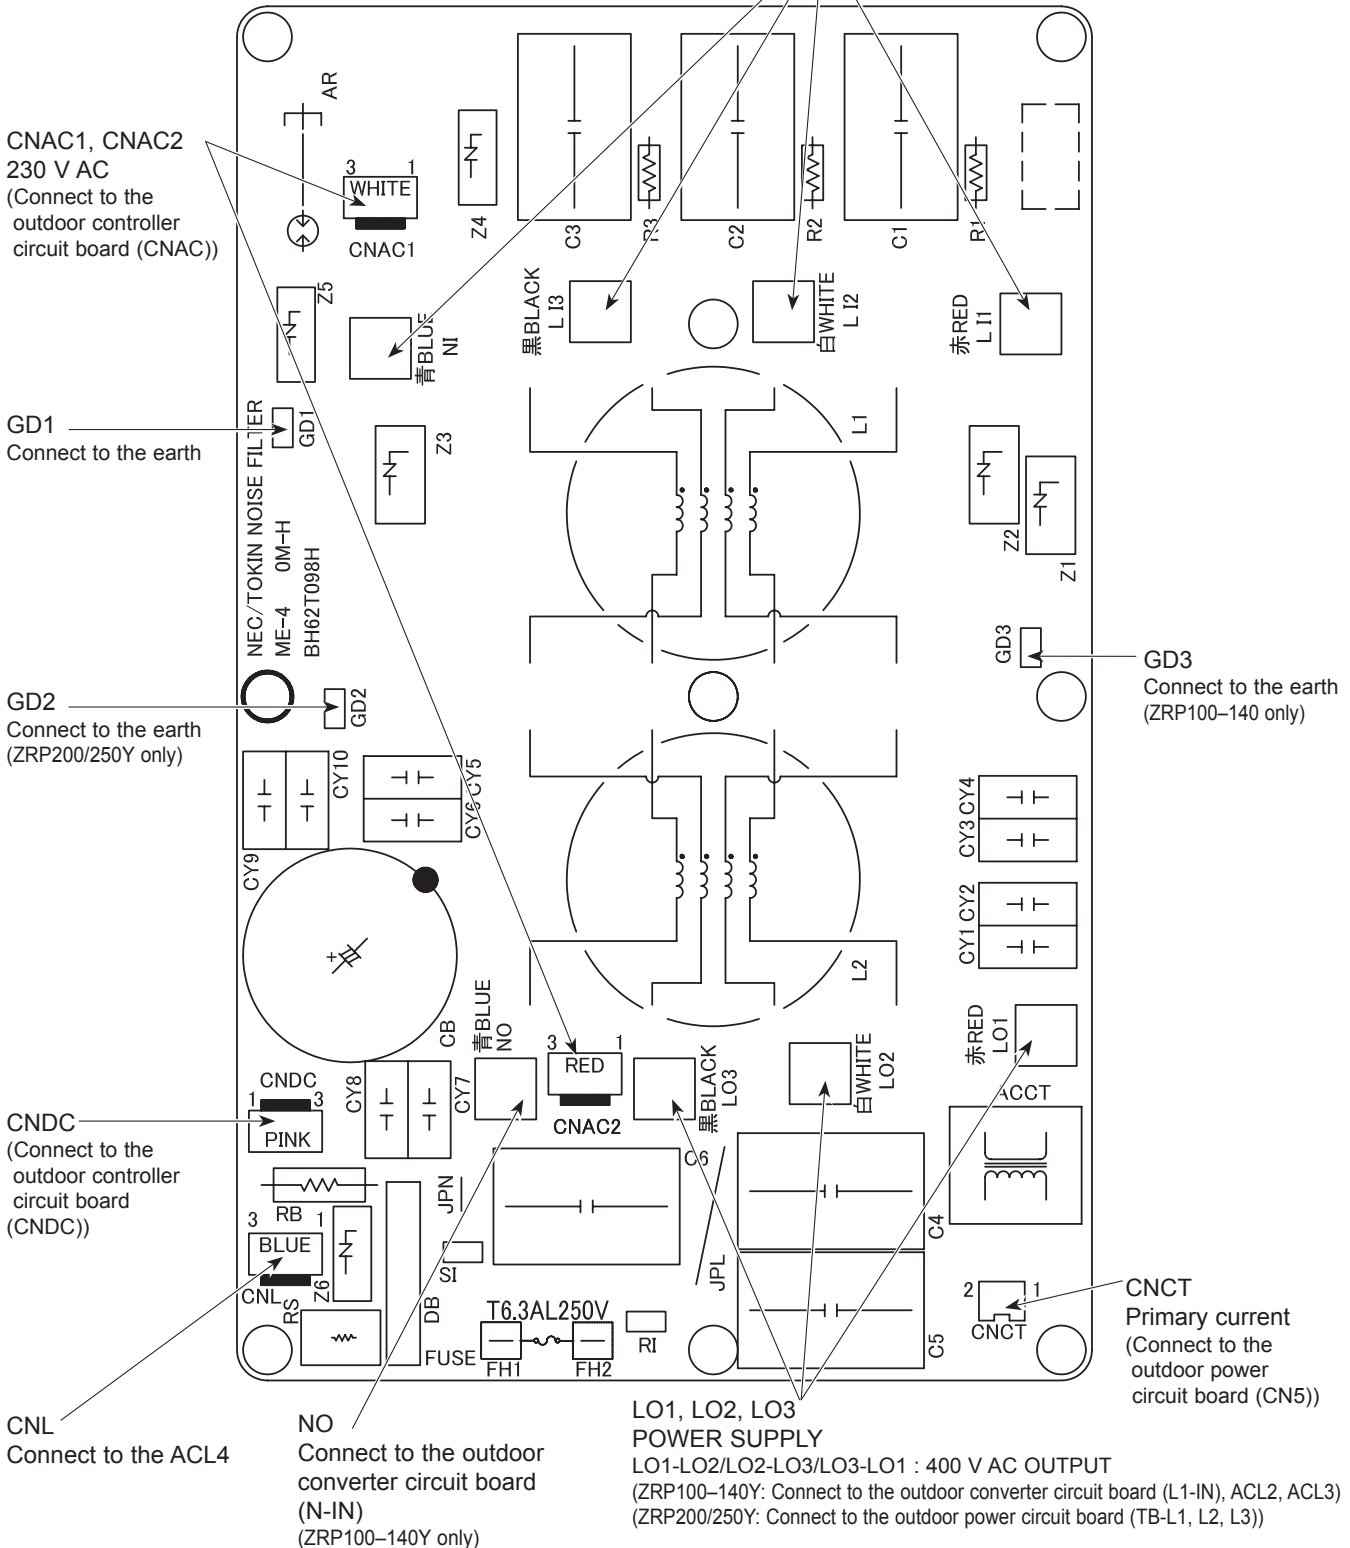 AR
CNAC1, CNAC2
230 V AC
(Connect to the
outdoor controller
circuit board (CNAC))
3 1
WHITE
CNAC1
Z4
C3
R3
C2
R2
C1
R1
Z5
青BLUE
NI
黒BLACK
L I3
白WHITE
L I2
赤RED
L I1
GD1
Connect to the earth
GD1
Z3
L1
Z2
Z1
NEC/TOKIN NOISE FILTER
ME-4 0M-H
BH62T098H
GD3
GD3
Connect to the earth
(ZRP100–140 only)
GD2
Connect to the earth
(ZRP200/250Y only)
GD2
CY10
CY9
CY5
CY6
CY4
CY3
CY2
CY1
+
CB
L2
青BLUE
NO
3 1
RED
CNAC2
黒BLACK
LO3
白WHITE
LO2
赤RED
LO1
ACCT
CNDC
1 3
PINK
CNDC
(Connect to the
outdoor controller
circuit board
(CNDC))
CY8
CY7
RB
3 1
BLUE
CNL
Z6
RS
DB
JPN
SI
C6
JPL
C4
C5
T6.3AL250V
FUSE
FH1
FH2
RI
2 1
CNCT
CNCT
Primary current
(Connect to the
outdoor power
circuit board (CN5))
CNL
Connect to the ACL4
NO
Connect to the outdoor
converter circuit board
(N-IN)
(ZRP100–140Y only)
LO1, LO2, LO3
POWER SUPPLY
LO1-LO2/LO2-LO3/LO3-LO1 : 400 V AC OUTPUT
(ZRP100–140Y: Connect to the outdoor converter circuit board (L1-IN), ACL2, ACL3)
(ZRP200/250Y: Connect to the outdoor power circuit board (TB-L1, L2, L3))